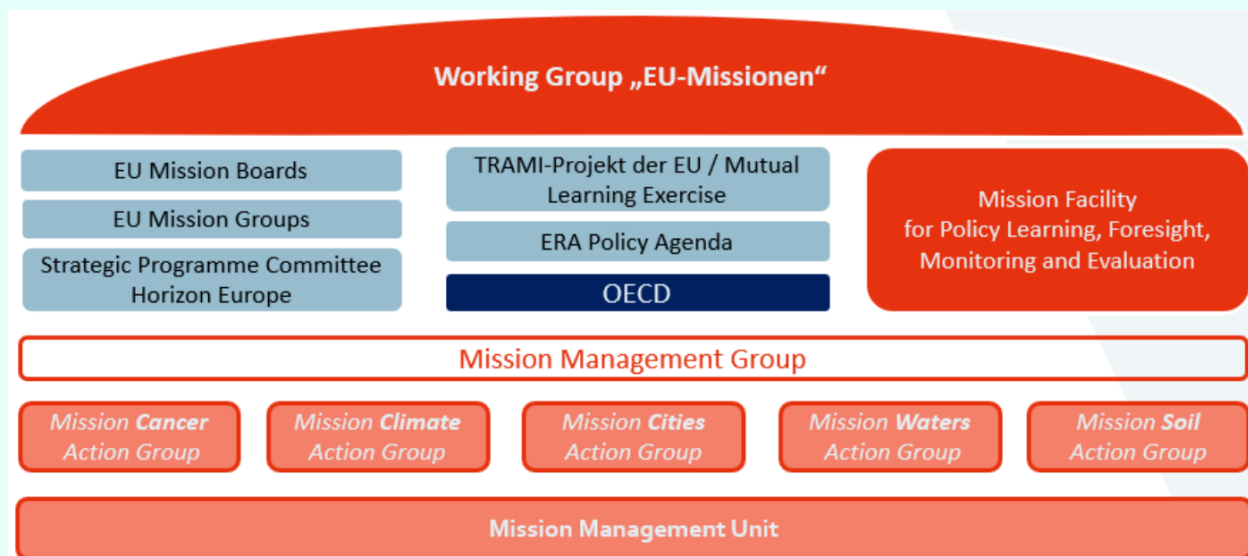 Working Group „EU-Missionen“
EU Mission Boards
EU Mission Groups
Strategic Programme Committee
Horizon Europe
TRAMI-Projekt der EU / Mutual
Learning Exercise
ERA Policy Agenda
OECD
Mission Facility
for Policy Learning, Foresight,
Monitoring and Evaluation
Mission Management Group
Mission Cancer
Action Group
Mission Climate
Action Group
Mission Cities
Action Group
Mission Waters
Action Group
Mission Soil
Action Group
Mission Management Unit